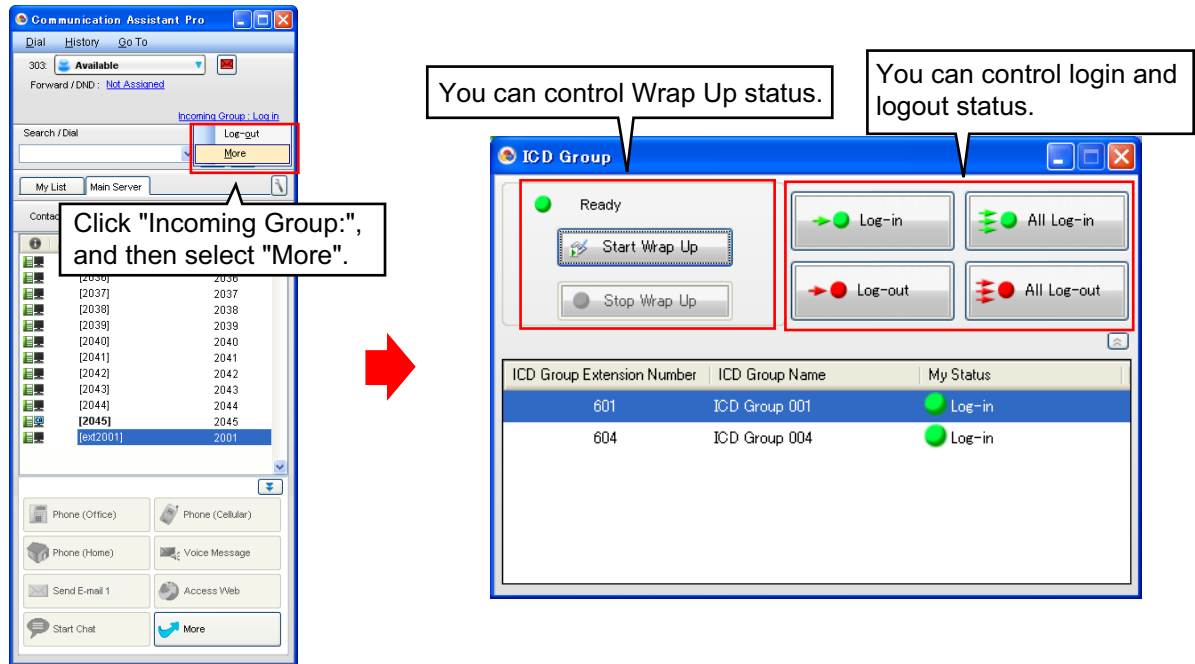 Communication Assistant Pro
Dial History Go To
303: Available
Forward / DND : Not Assigned
Incoming Group : Log in
Search / Dial
Log-out
More
My List Main Server
Click "Incoming Group:",
and then select "More".
[2036] 2036
[2037] 2037
[2038] 2038
[2039] 2039
[2040] 2040
[2041] 2041
[2042] 2042
[2043] 2043
[2044] 2044
[2045] 2045
[ext2001] 2001
Phone (Office) Phone (Cellular)
Phone (Home) Voice Message
Send E-mail 1 Access Web
Start Chat More
You can control Wrap Up status.
You can control login and
logout status.
ICD Group
Ready
Start Wrap Up
Stop Wrap Up
Log-in All Log-in
Log-out All Log-out
ICD Group Extension Number ICD Group Name My Status
601 ICD Group 001 Log-in
604 ICD Group 004 Log-in